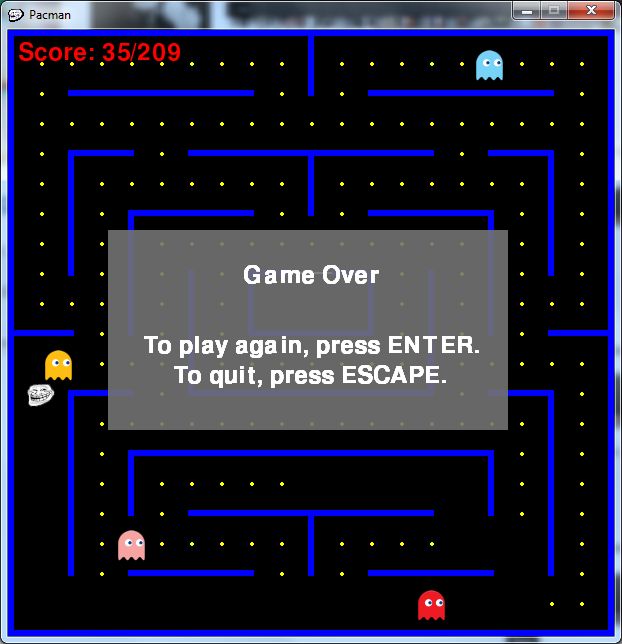 Pacman
Score: 35/209
Game Over
To play again, press ENTER.
To quit, press ESCAPE.